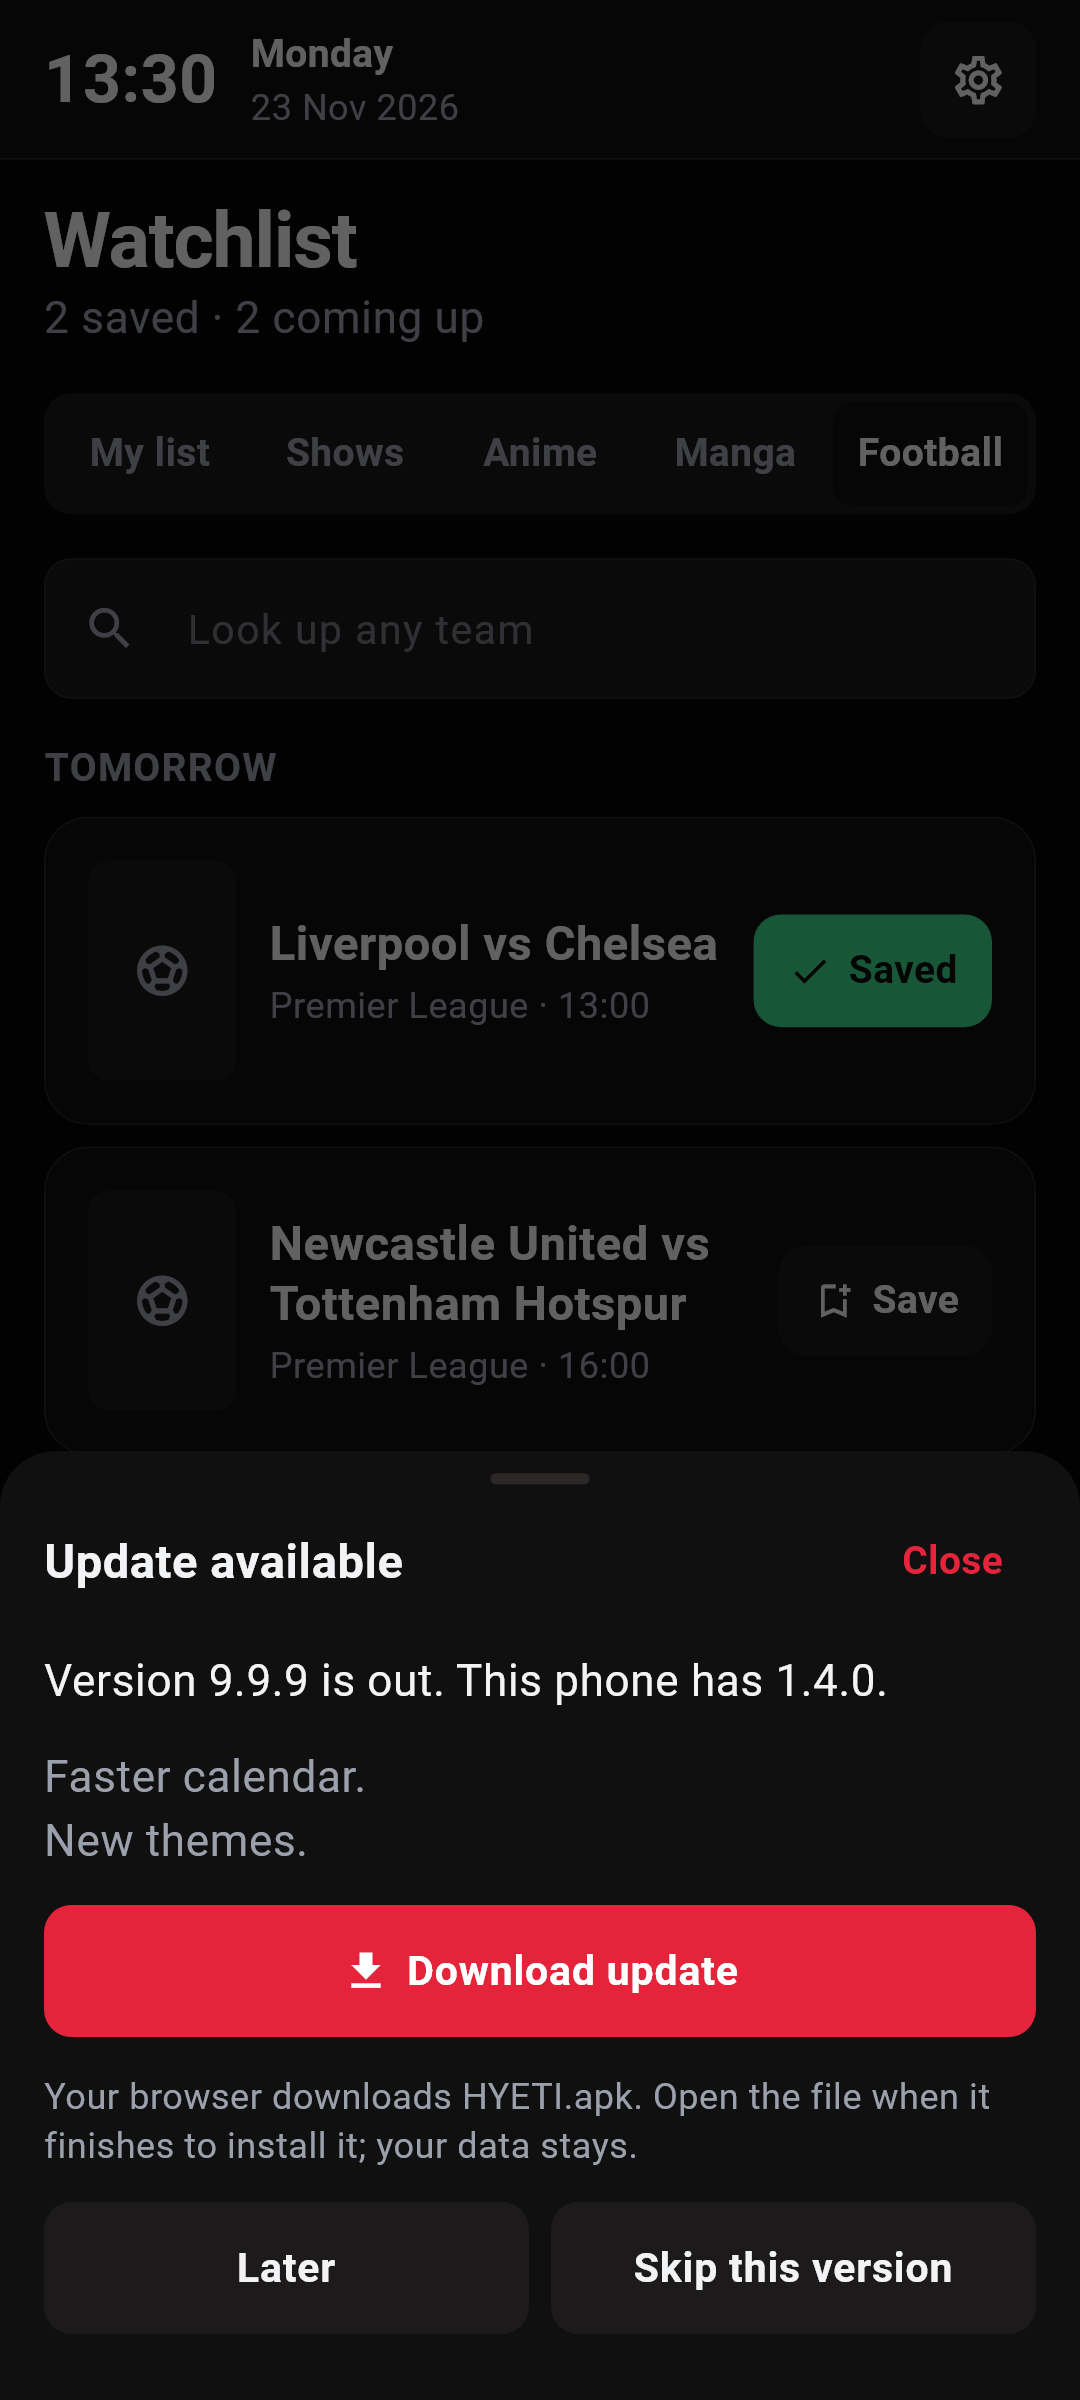 13:30
Monday
23 Nov 2026
Watchlist
2 saved · 2 coming up
My list
Shows
Anime
Manga
Football
Look up any team
TOMORROW
Liverpool vs Chelsea
Premier League · 13:00
Saved
Newcastle United vs
Tottenham Hotspur
Premier League · 16:00
Save
Update available
Close
Version 9.9.9 is out. This phone has 1.4.0.
Faster calendar.
New themes.
Download update
Your browser downloads HYETI.apk. Open the file when it
finishes to install it; your data stays.
Later
Skip this version